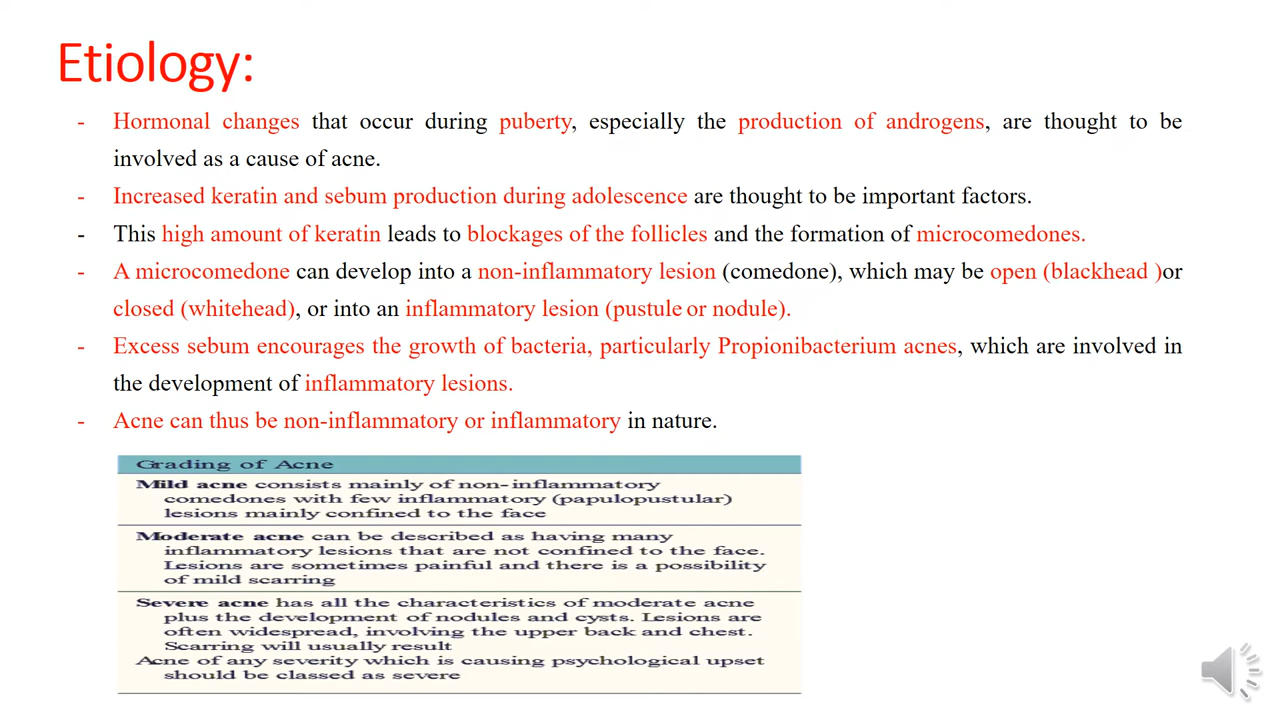 Etiology:
- Hormonal changes that occur during puberty, especially the production of androgens, are thought to be
involved as a cause of acne.
- Increased keratin and sebum production during adolescence are thought to be important factors.
- This high amount of keratin leads to blockages of the follicles and the formation of microcomedones.
- A microcomedone can develop into a non-inflammatory lesion (comedone), which may be open (blackhead )or
closed (whitehead), or into an inflammatory lesion (pustule or nodule).
- Excess sebum encourages the growth of bacteria, particularly Propionibacterium acnes, which are involved in
the development of inflammatory lesions.
- Acne can thus be non-inflammatory or inflammatory in nature.
Grading of Acne
Mild acne consists mainly of non-inflammatory
comedones with few inflammatory (papulopustular)
lesions mainly confined to the face
Moderate acne can be described as having many
inflammatory lesions that are not confined to the face.
Lesions are sometimes painful and there is a possibility
of mild scarring
Severe acne has all the characteristics of moderate acne
plus the development of nodules and cysts. Lesions are
often widespread, involving the upper back and chest.
Scarring will usually result
Acne of any severity which is causing psychological upset
should be classed as severe